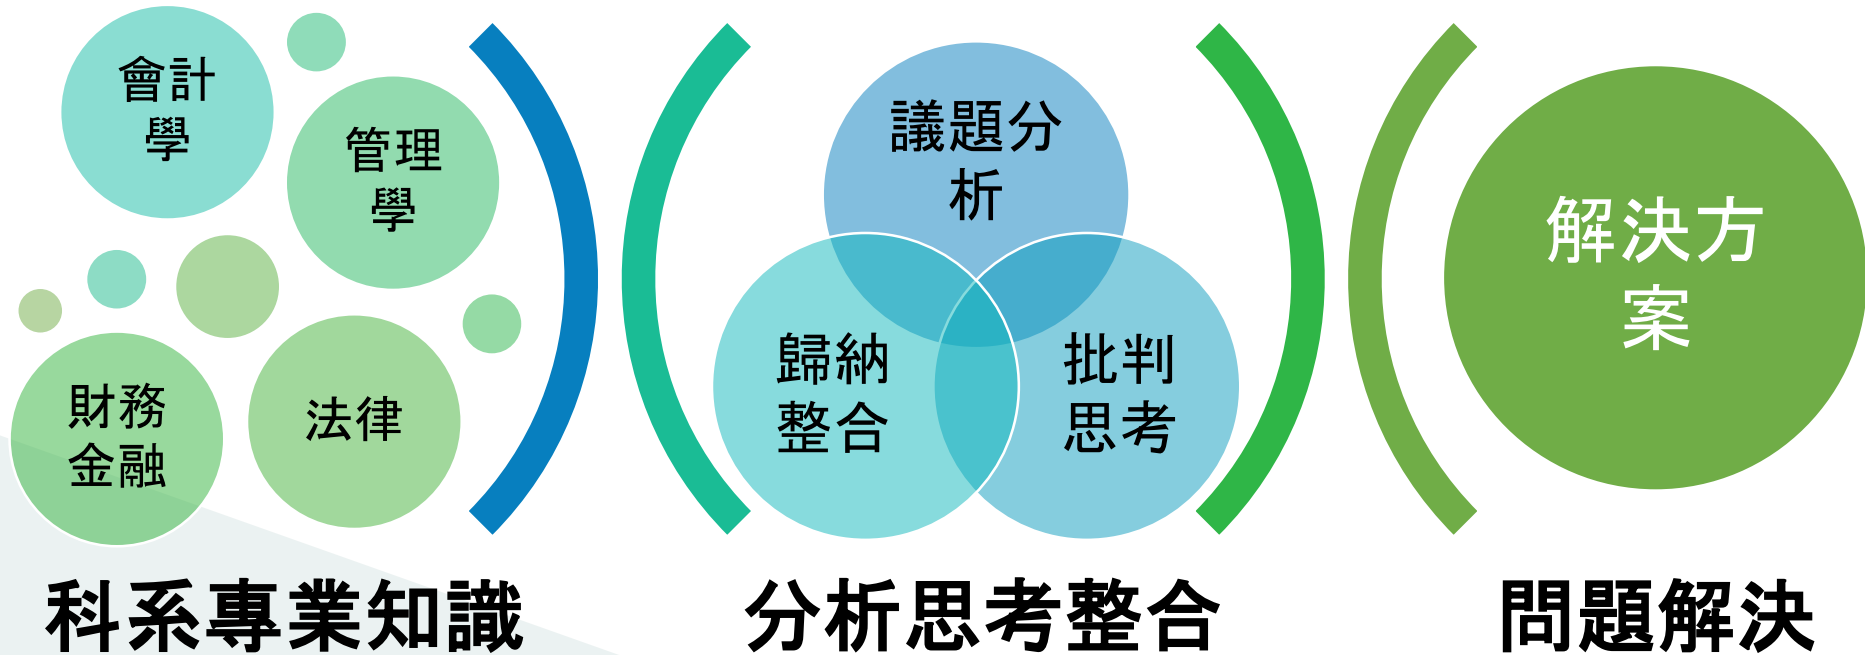 會計
學
管理
學
財務
金融
法律
科系專業知識
議題分
析
歸納
整合
批判
思考
分析思考整合
解決方
案
問題解決